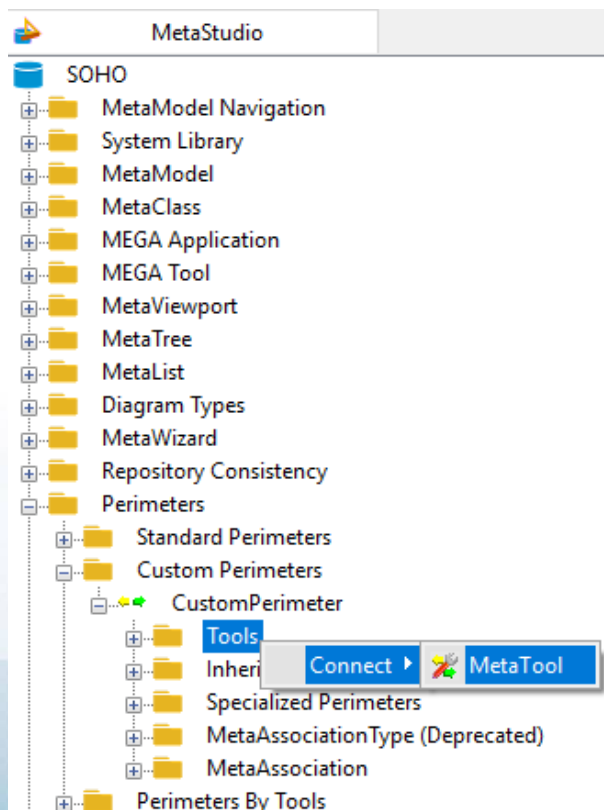 MetaStudio
SOHO
MetaModel Navigation
System Library
MetaModel
MetaClass
MEGA Application
MEGA Tool
MetaViewport
MetaTree
MetaList
Diagram Types
MetaWizard
Repository Consistency
Perimeters
Standard Perimeters
Custom Perimeters
CustomPerimeter
Tools
Inheri Connect MetaTool
Specialized Perimeters
MetaAssociationType (Deprecated)
MetaAssociation
Perimeters By Tools